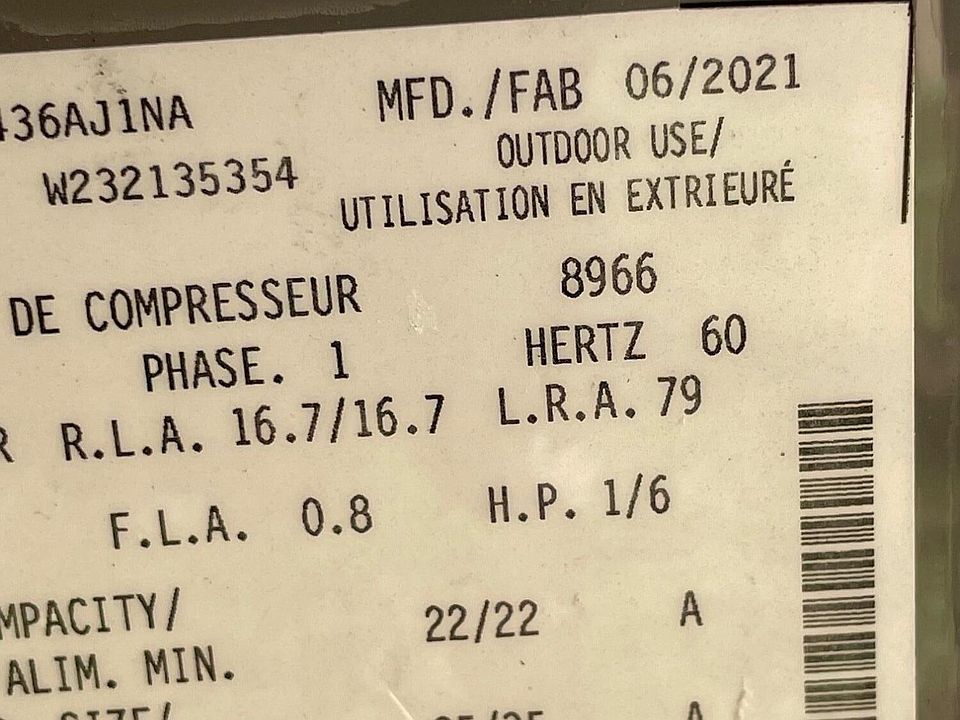 436AJ1NA MFD./FAB 06/2021
W232135354 OUTDOOR USE/
UTILISATION EN EXTRIEURÉ
DE COMPRESSEUR 8966
PHASE. 1 HERTZ 60
R R.L.A. 16.7/16.7 L.R.A. 79
F.L.A. 0.8 H.P. 1/6
MPACITY/ 22/22 A
ALIM. MIN.
SIZE/ A